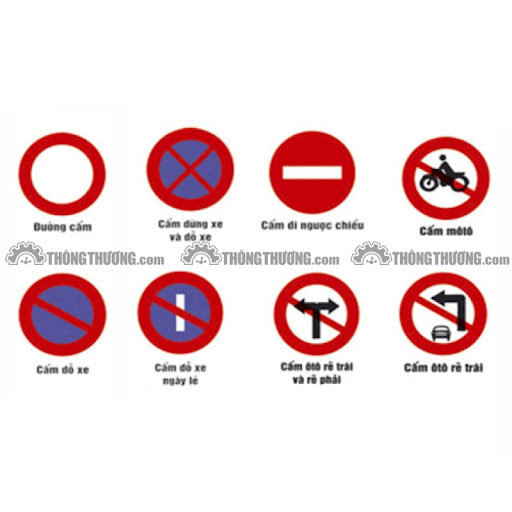 Đường cấm
Cấm dừng xe
và đỗ xe
Cấm đi ngược chiều
Cấm môtô
THÔNGTHƯƠNG.com THÔNGTHƯƠNG.com THÔNGTHƯƠNG.com
Cấm đỗ xe
Cấm đỗ xe
ngày lẻ
Cấm ôtô rẽ trái
và rẽ phải
Cấm ôtô rẽ trái